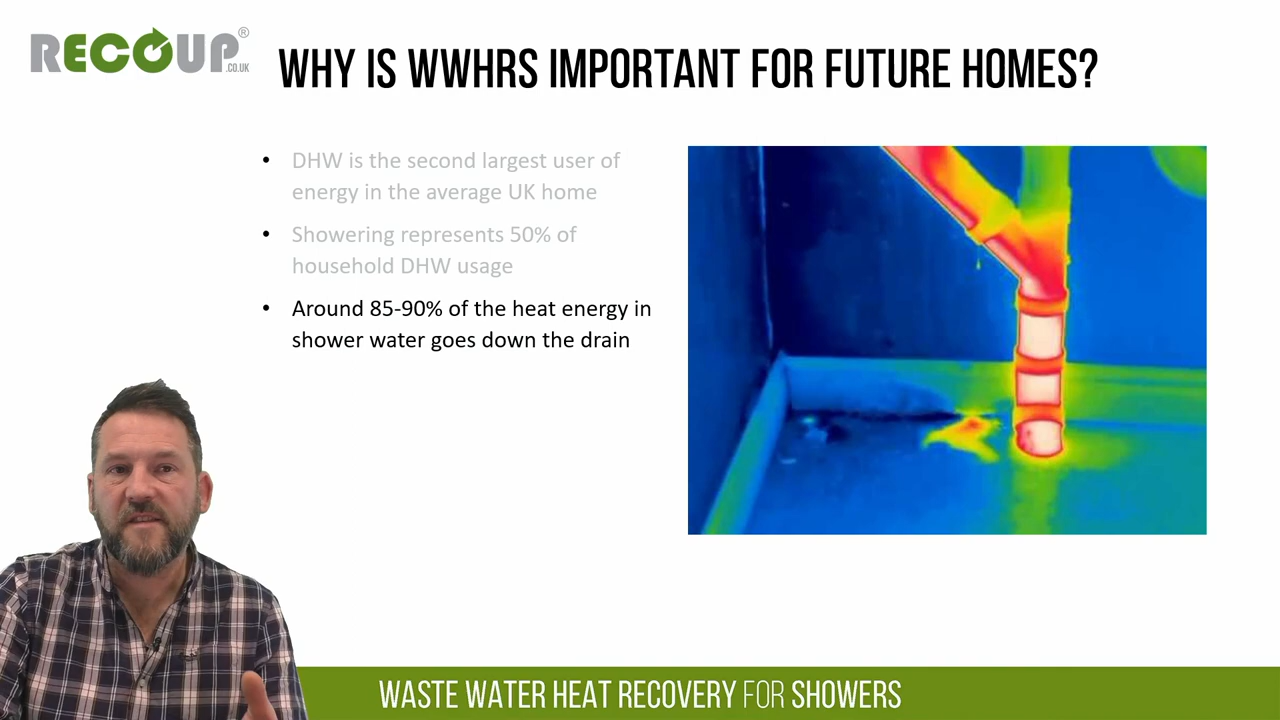 RECOUP®
.CO.UK
WHY IS WWHRS IMPORTANT FOR FUTURE HOMES?
• DHW is the second largest user of
energy in the average UK home
• Showering represents 50% of
household DHW usage
• Around 85-90% of the heat energy in
shower water goes down the drain
WASTE WATER HEAT RECOVERY FOR SHOWERS